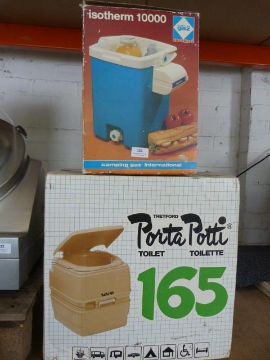 isotherm 10000
camping gaz international
THETFORD
Porta Potti®
TOILET TOILETTE
165